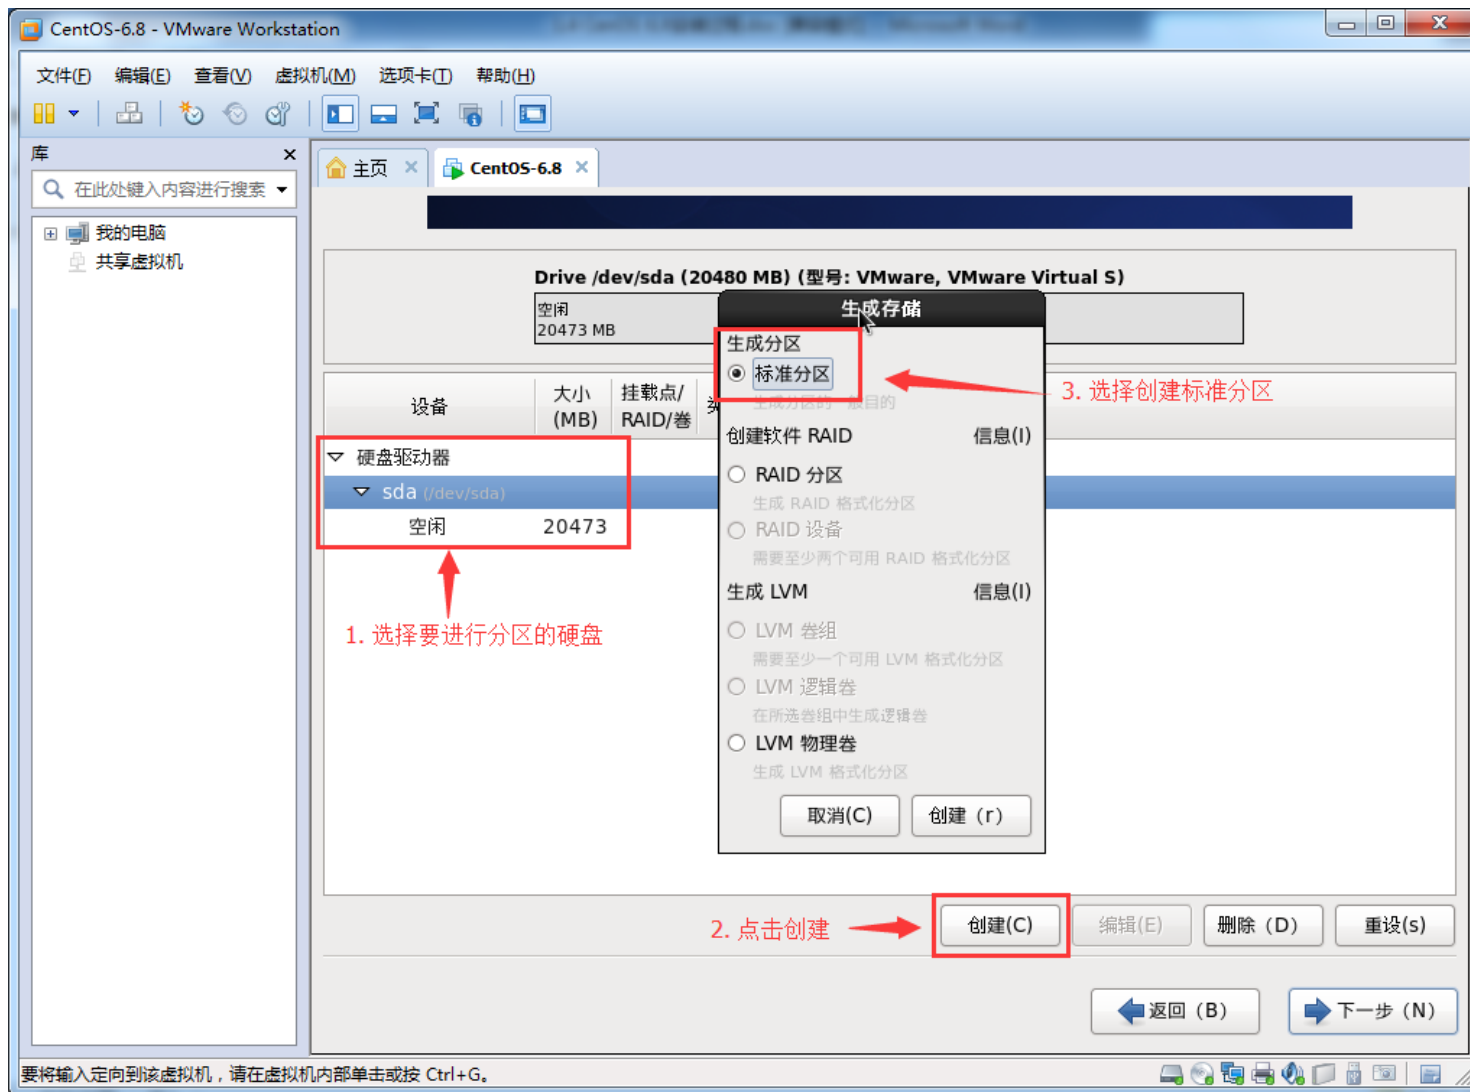 CentOS-6.8 - VMware Workstation
文件(F) 编辑(E) 查看(V) 虚拟机(M) 选项卡(T) 帮助(H)
库
在此处键入内容进行搜索
我的电脑
共享虚拟机
主页
CentOS-6.8
Drive /dev/sda (20480 MB) (型号: VMware, VMware Virtual S)
空闲
20473 MB
设备
大小
(MB)
挂载点/
RAID/卷
硬盘驱动器
sda (/dev/sda)
空闲 20473
1. 选择要进行分区的硬盘
生成存储
生成分区
标准分区
生成分区的一般目的
3. 选择创建标准分区
创建软件 RAID 信息(I)
RAID 分区
生成 RAID 格式化分区
RAID 设备
需要至少两个可用 RAID 格式化分区
生成 LVM 信息(I)
LVM 卷组
需要至少一个可用 LVM 格式化分区
LVM 逻辑卷
在所选卷组中生成逻辑卷
LVM 物理卷
生成 LVM 格式化分区
取消(C) 创建（r）
2. 点击创建
创建(C) 编辑(E) 删除（D） 重设(s)
返回（B） 下一步（N）
要将输入定向到该虚拟机，请在虚拟机内部单击或按 Ctrl+G。